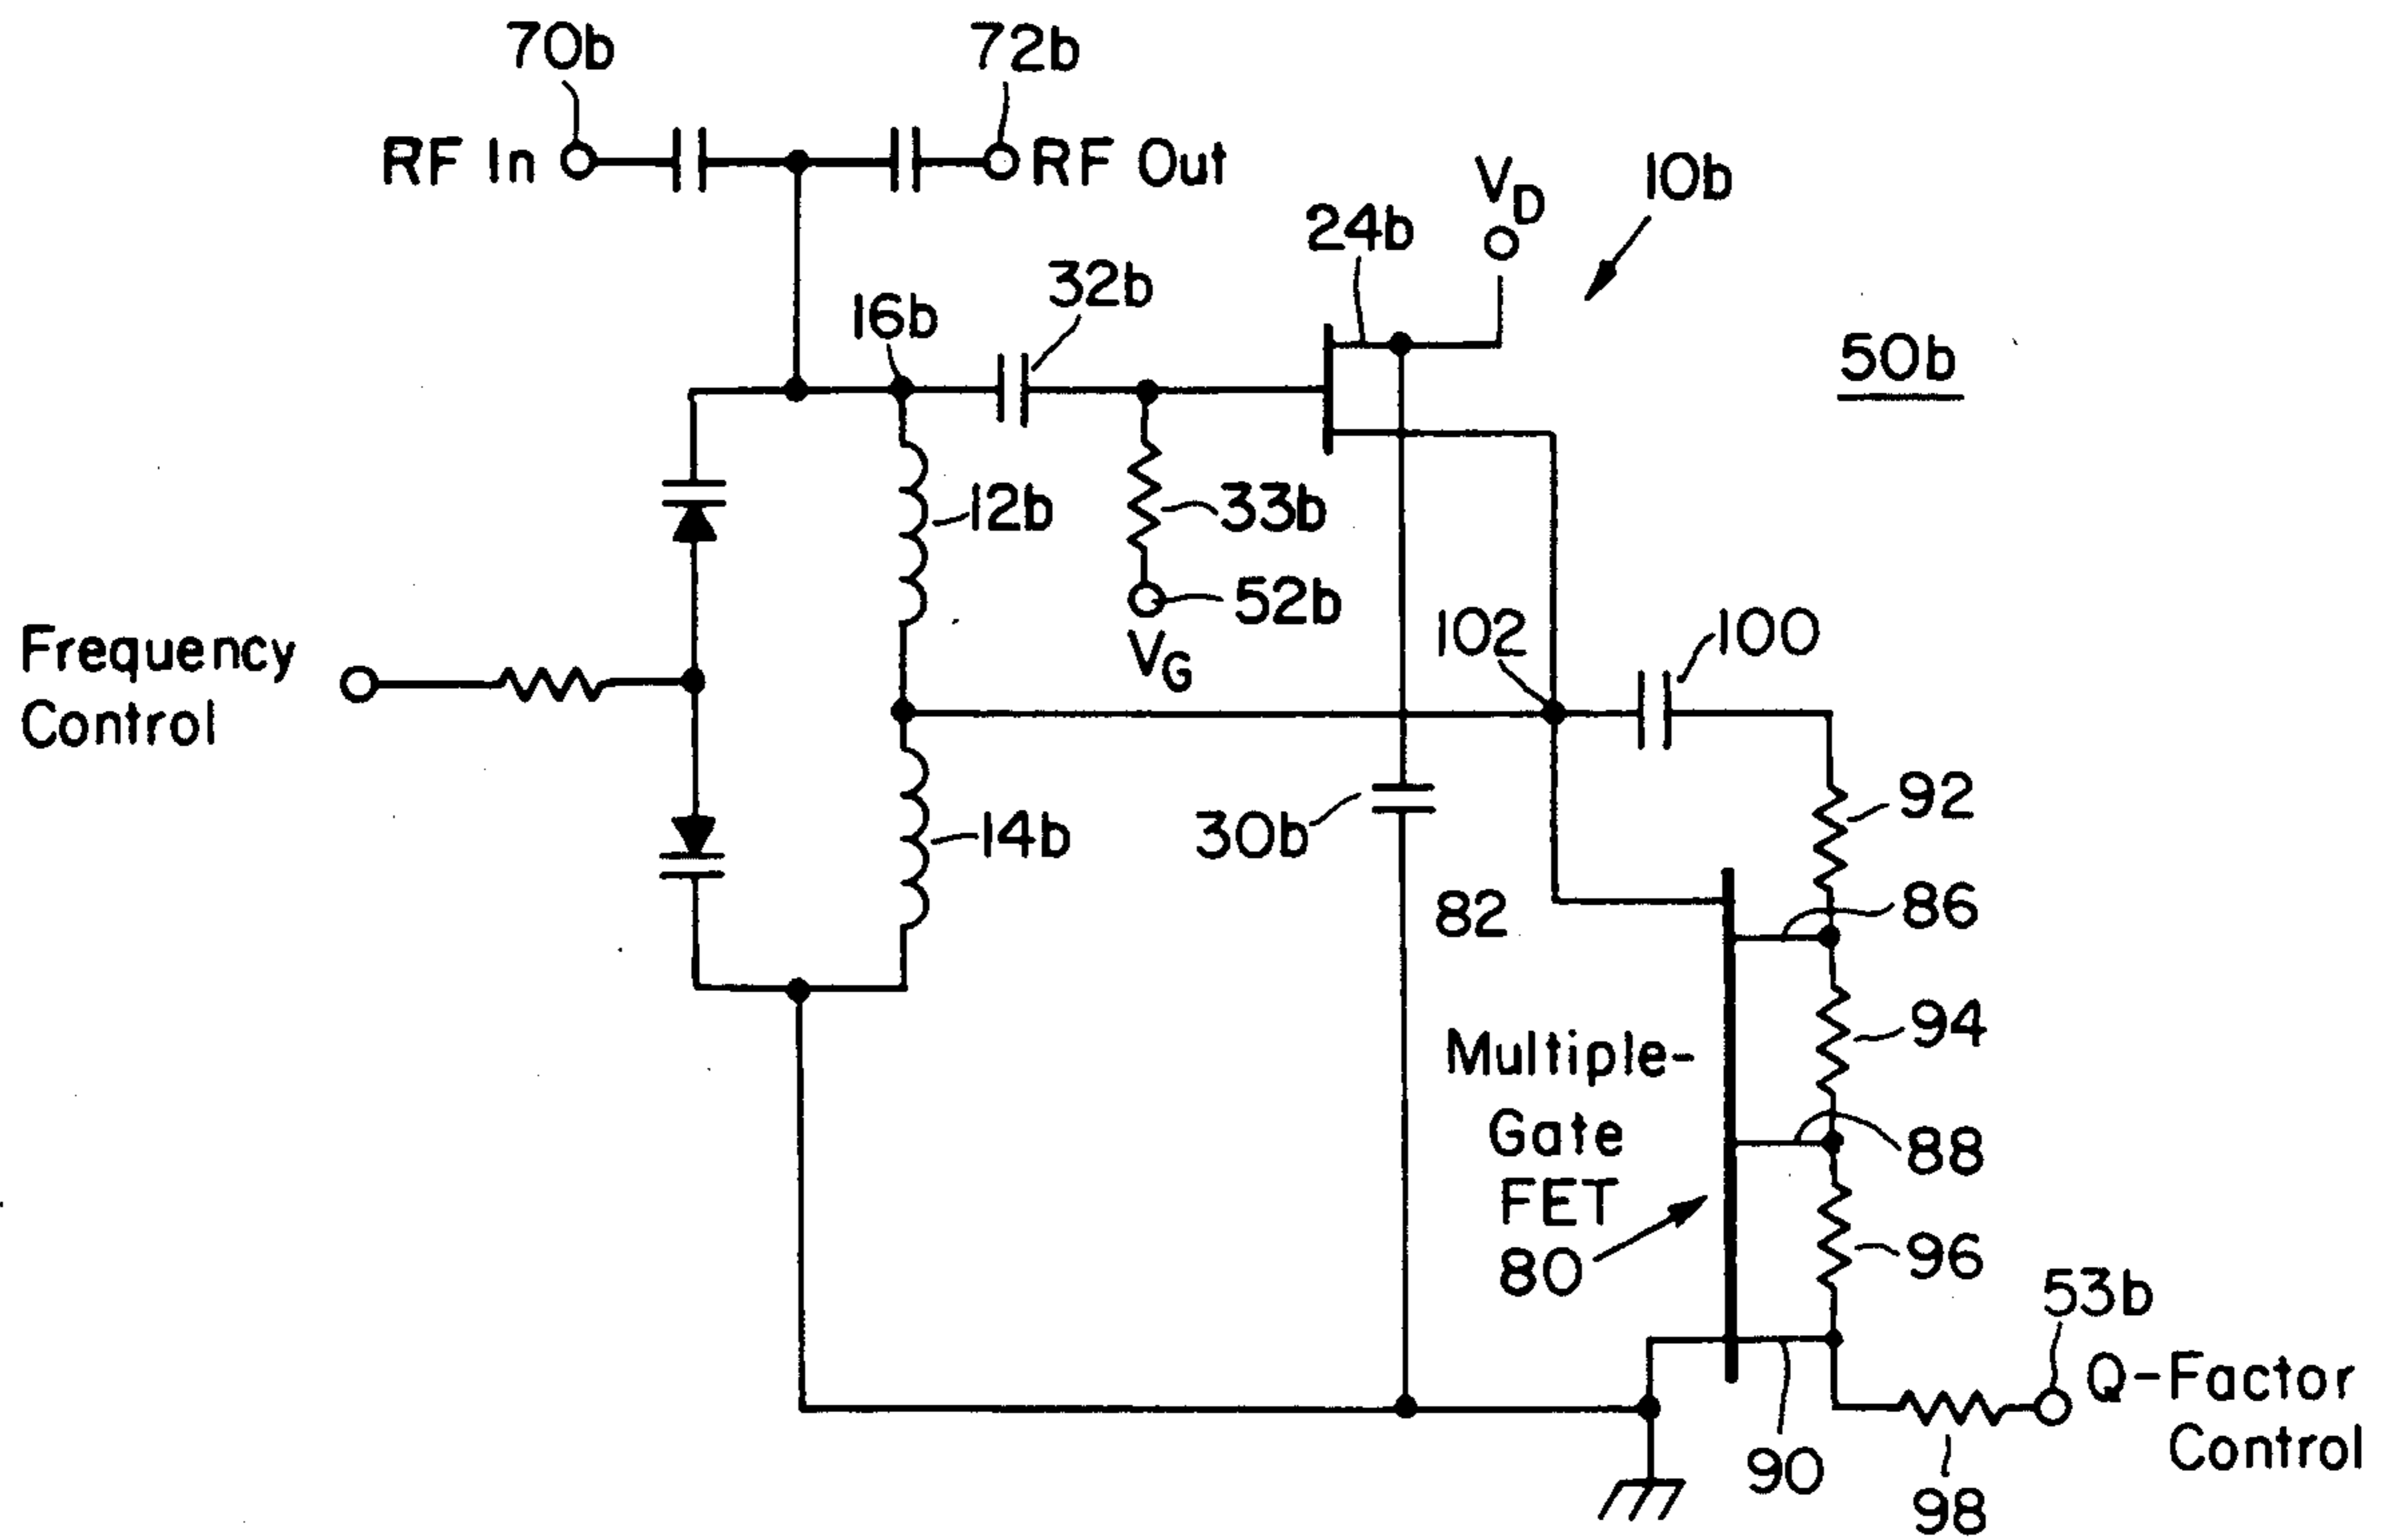 70b
72b
RF In
RF Out
10b
VD
24b
32b
16b
50b
12b
33b
52b
VG
Frequency
Control
102
100
14b
30b
92
82
86
94
Multiple-
Gate
FET
80
88
96
53b
Q-Factor
Control
90
98